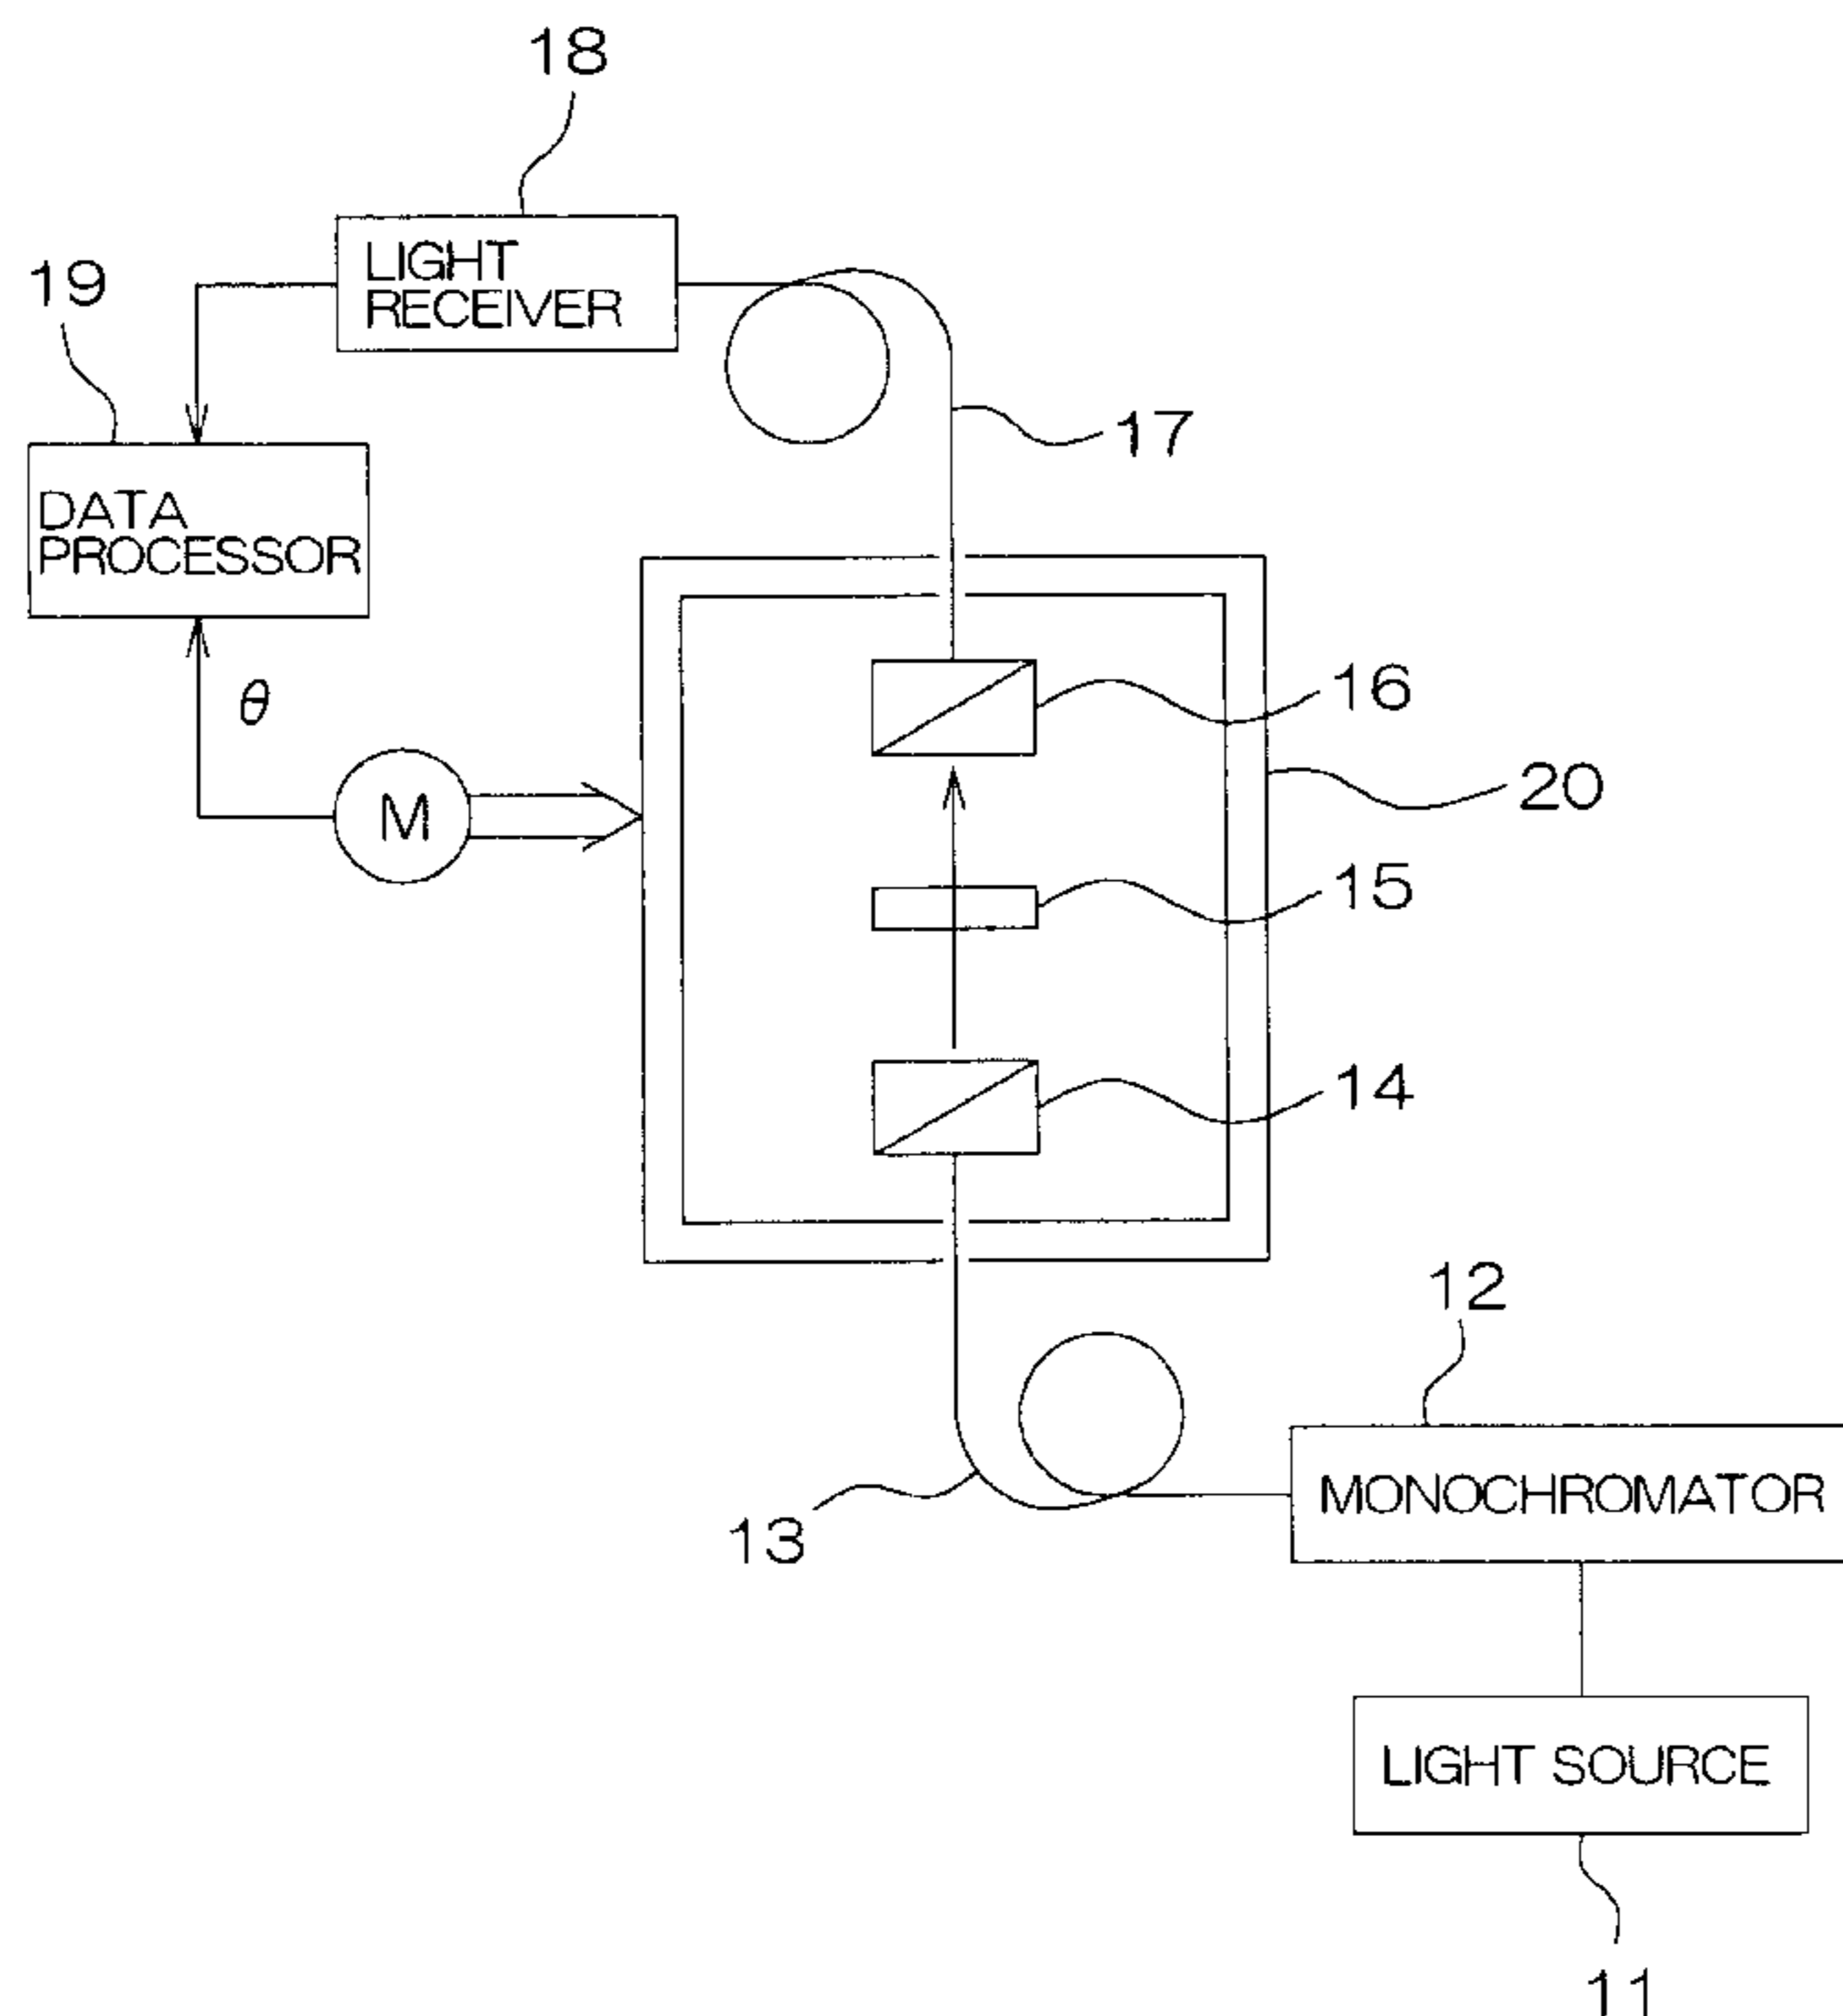 18
LIGHT
RECEIVER
19
17
DATA
PROCESSOR
θ
16
M
20
15
14
12
MONOCHROMATOR
13
LIGHT SOURCE
11